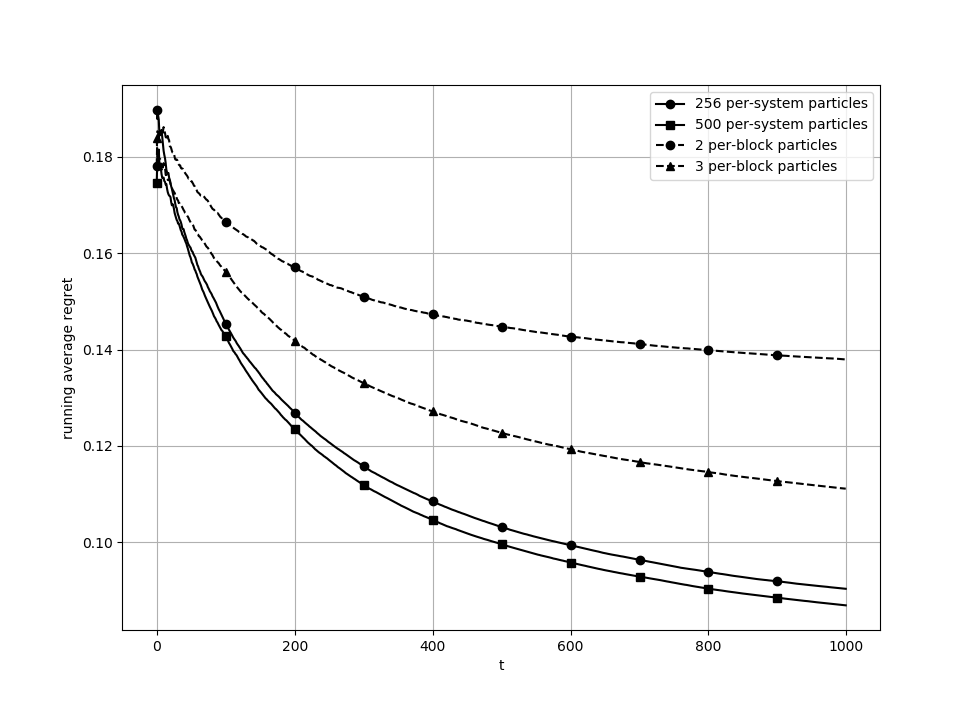 256 per-system particles
500 per-system particles
2 per-block particles
3 per-block particles
running average regret
0.18
0.16
0.14
0.12
0.10
0 200 400 600 800 1000
t